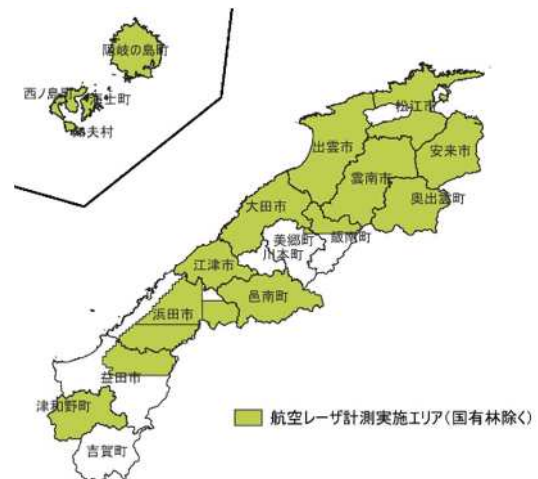 隠岐の島町
西ノ島町
海士町
知夫村
松江市
出雲市
安来市
雲南市
奥出雲町
大田市
飯南町
美郷町
川本町
江津市
邑南町
浜田市
益田市
津和野町
吉賀町
航空レーザ計測実施エリア(国有林除く)